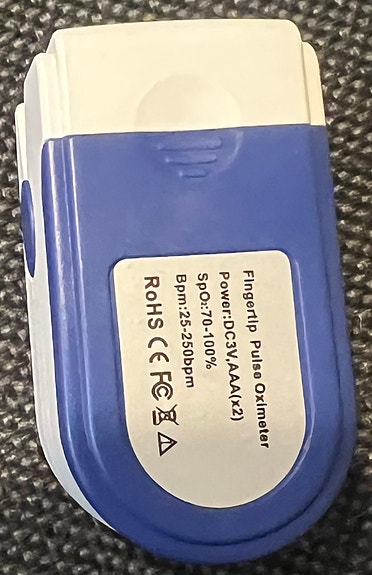 Fingertip Pulse Oximeter
Power:DC3V,AAA(x2)
SpO₂:70-100%
Bpm:25-250bpm
RoHS CE FC